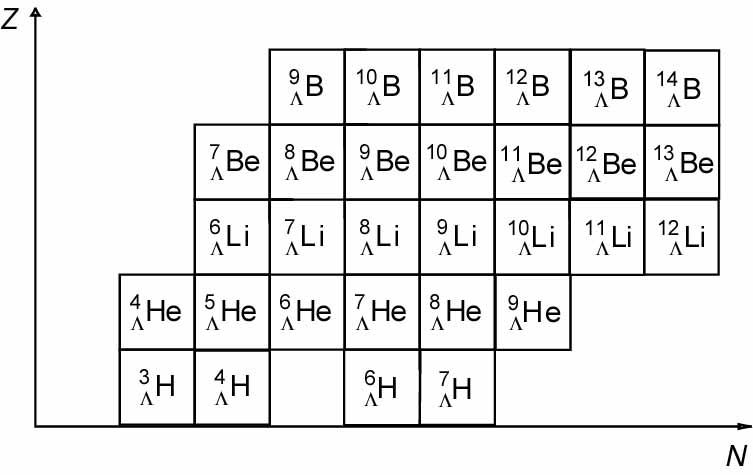 Z
⁹ΛB ¹⁰ΛB ¹¹ΛB ¹²ΛB ¹³ΛB ¹⁴ΛB
⁷ΛBe ⁸ΛBe ⁹ΛBe ¹⁰ΛBe ¹¹ΛBe ¹²ΛBe ¹³ΛBe
⁶ΛLi ⁷ΛLi ⁸ΛLi ⁹ΛLi ¹⁰ΛLi ¹¹ΛLi ¹²ΛLi
⁴ΛHe ⁵ΛHe ⁶ΛHe ⁷ΛHe ⁸ΛHe ⁹ΛHe
³ΛH ⁴ΛH ⁶ΛH ⁷ΛH
N